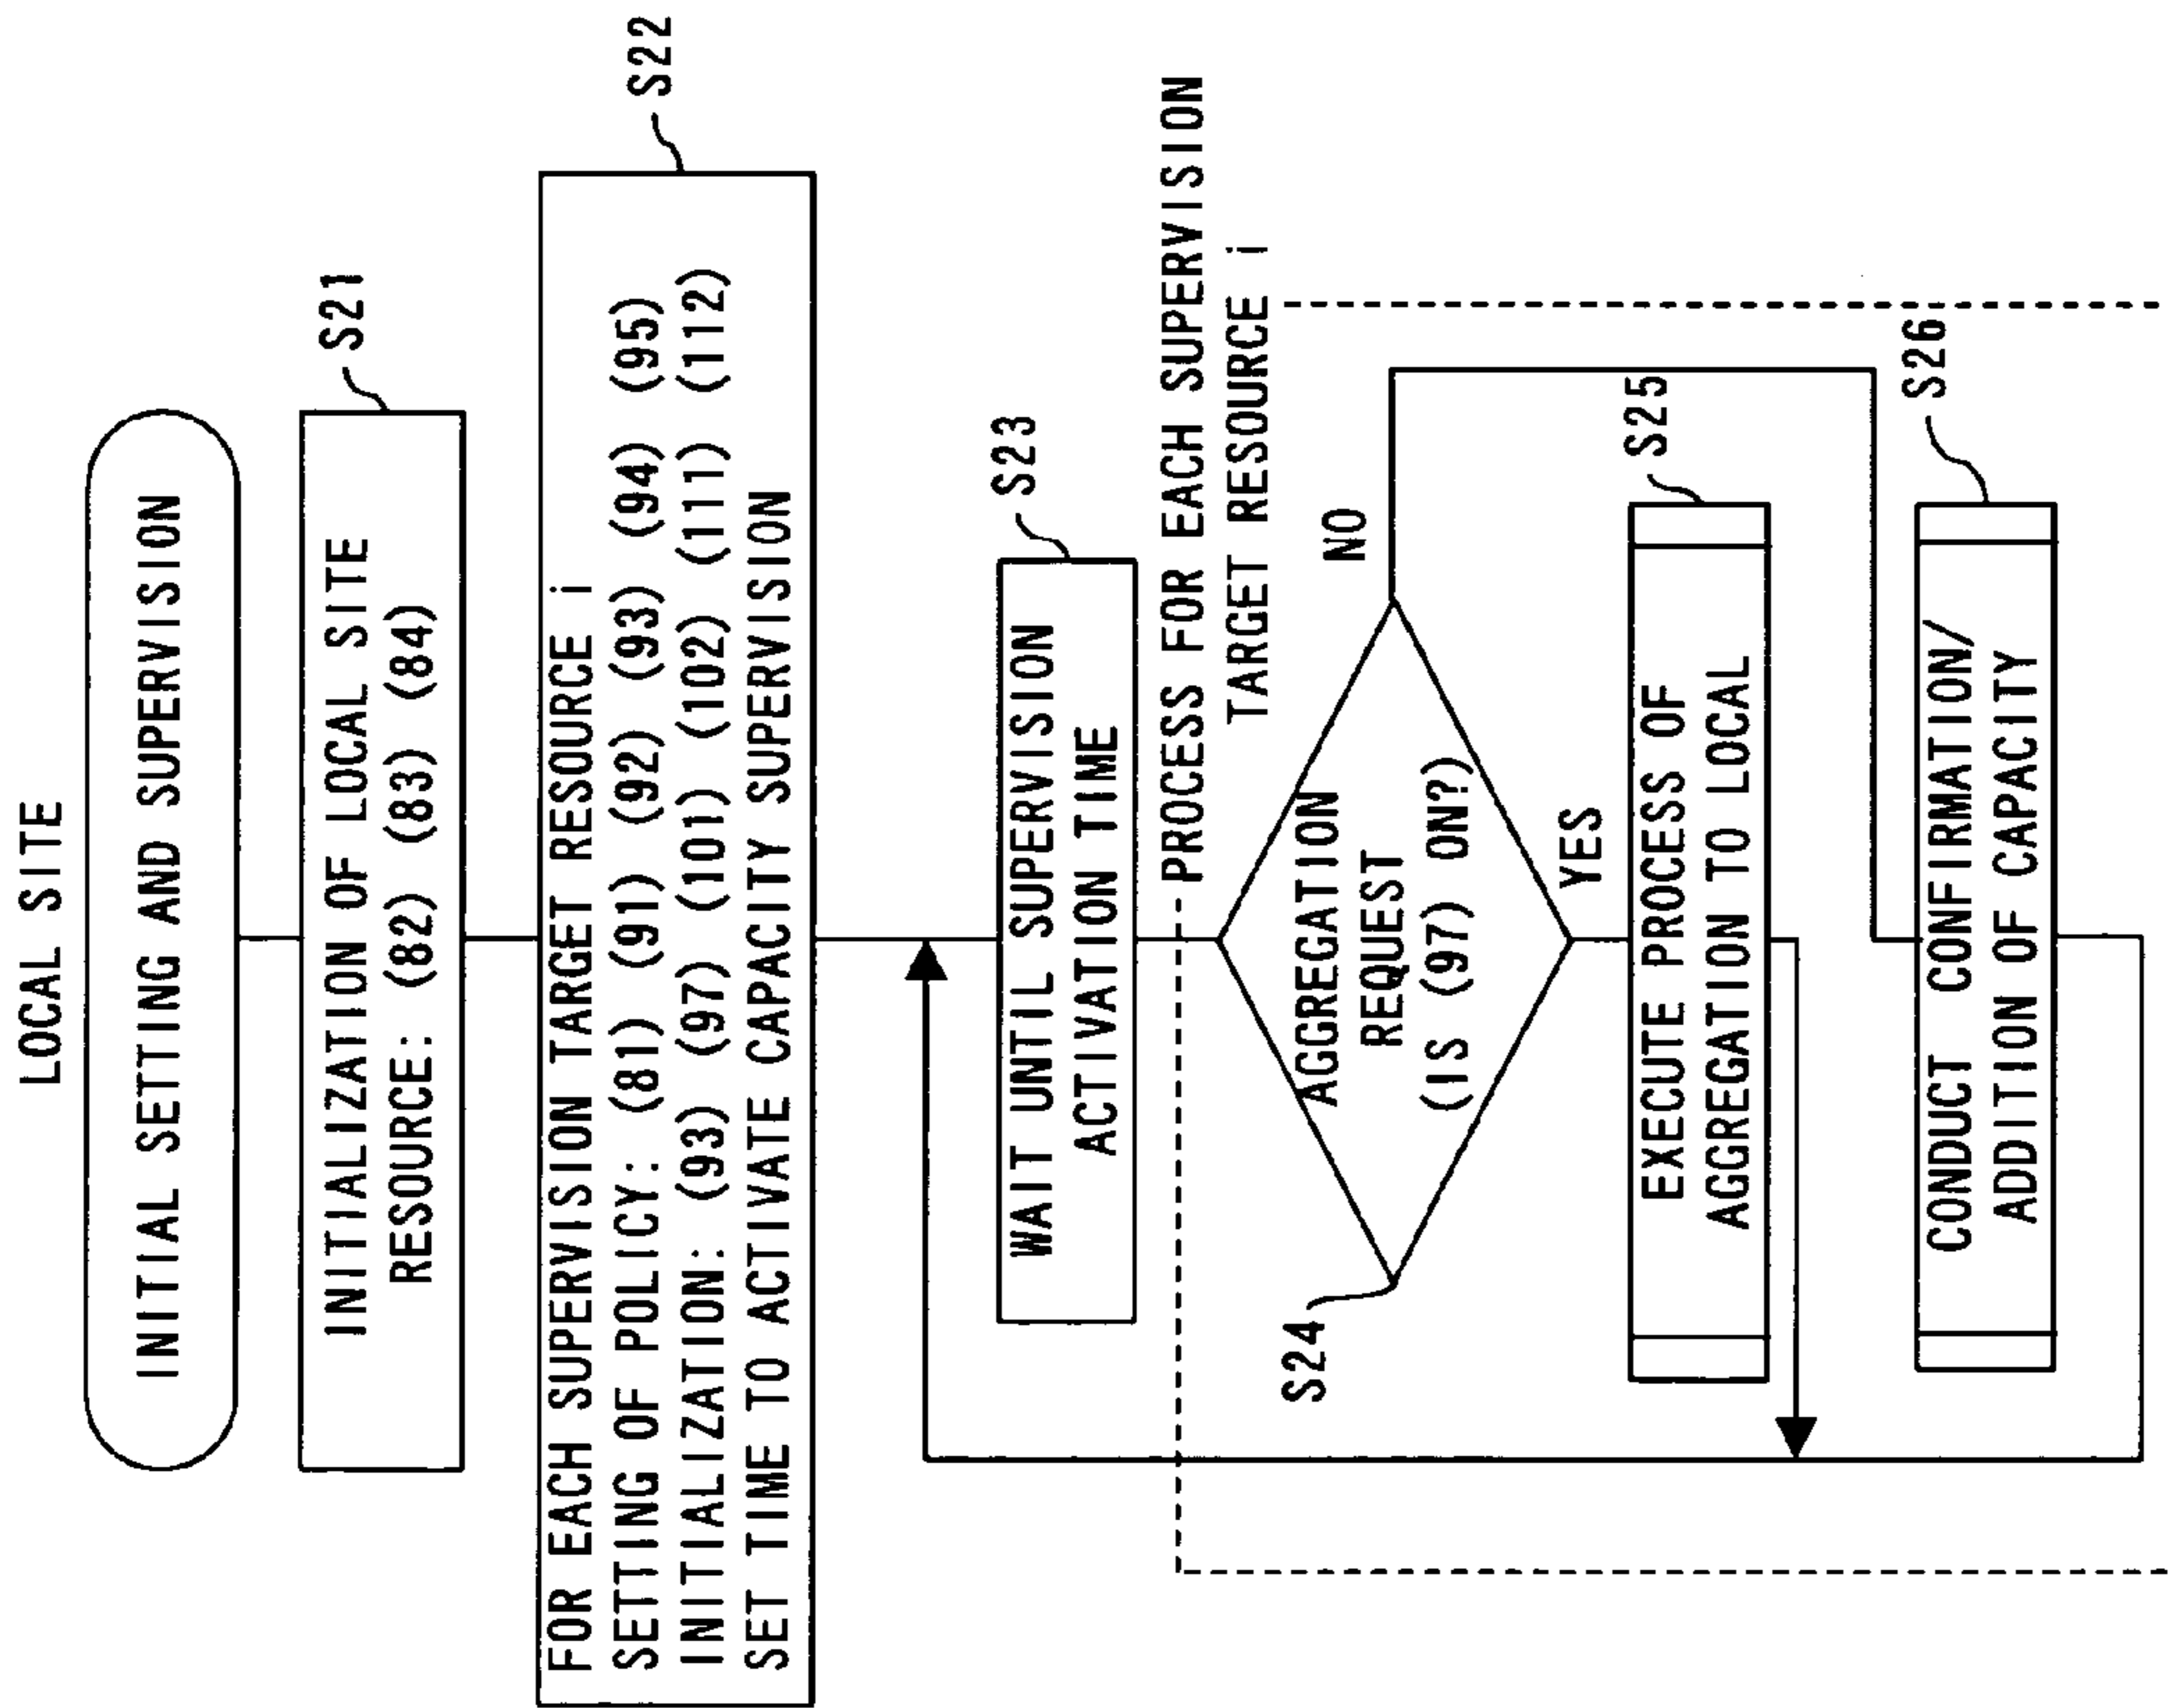 LOCAL SITE
INITIAL SETTING AND SUPERVISION
INITIALIZATION OF LOCAL SITE
RESOURCE: (82) (83) (84)
S21
FOR EACH SUPERVISION TARGET RESOURCE i
SETTING OF POLICY: (81) (91) (92) (93) (94) (95)
INITIALIZATION: (93) (97) (101) (102) (111) (112)
SET TIME TO ACTIVATE CAPACITY SUPERVISION
S22
WAIT UNTIL SUPERVISION
ACTIVATION TIME
S23
PROCESS FOR EACH SUPERVISION
TARGET RESOURCE i
S24
AGGREGATION
REQUEST
(IS (97) ON?)
NO
YES
EXECUTE PROCESS OF
AGGREGATION TO LOCAL
S25
CONDUCT CONFIRMATION/
ADDITION OF CAPACITY
S26